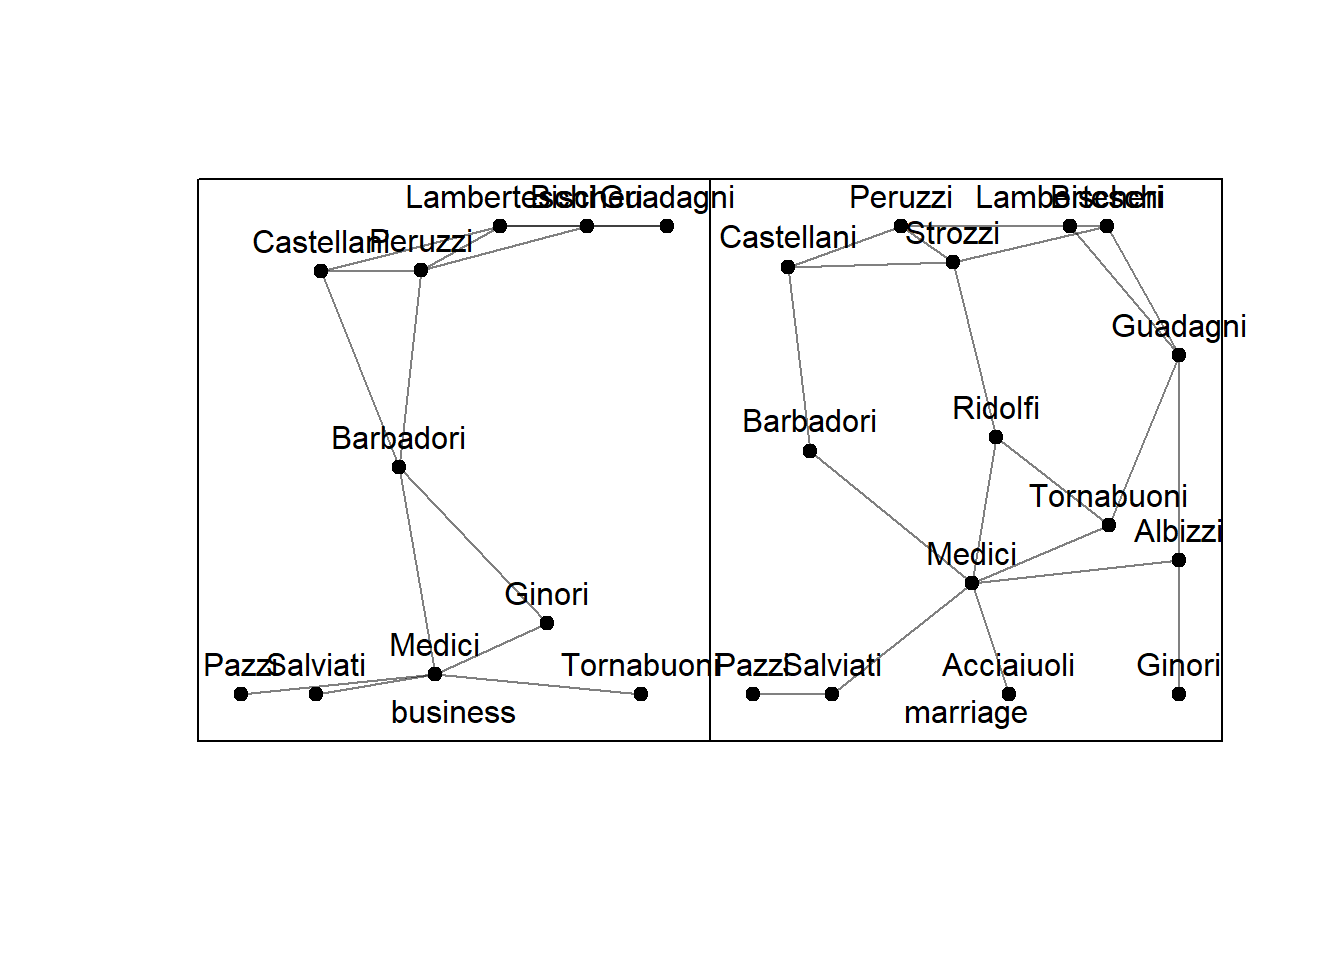 Lamberteschi Bischeri Guadagni
Castellani Peruzzi
Barbadori
Ginori
Medici
Pazzi Salviati Tornabuoni
business
Peruzzi Lamberteschi Bischeri
Castellani Strozzi
Guadagni
Ridolfi
Barbadori
Tornabuoni
Albizzi
Medici
Pazzi Salviati Acciaiuoli Ginori
marriage